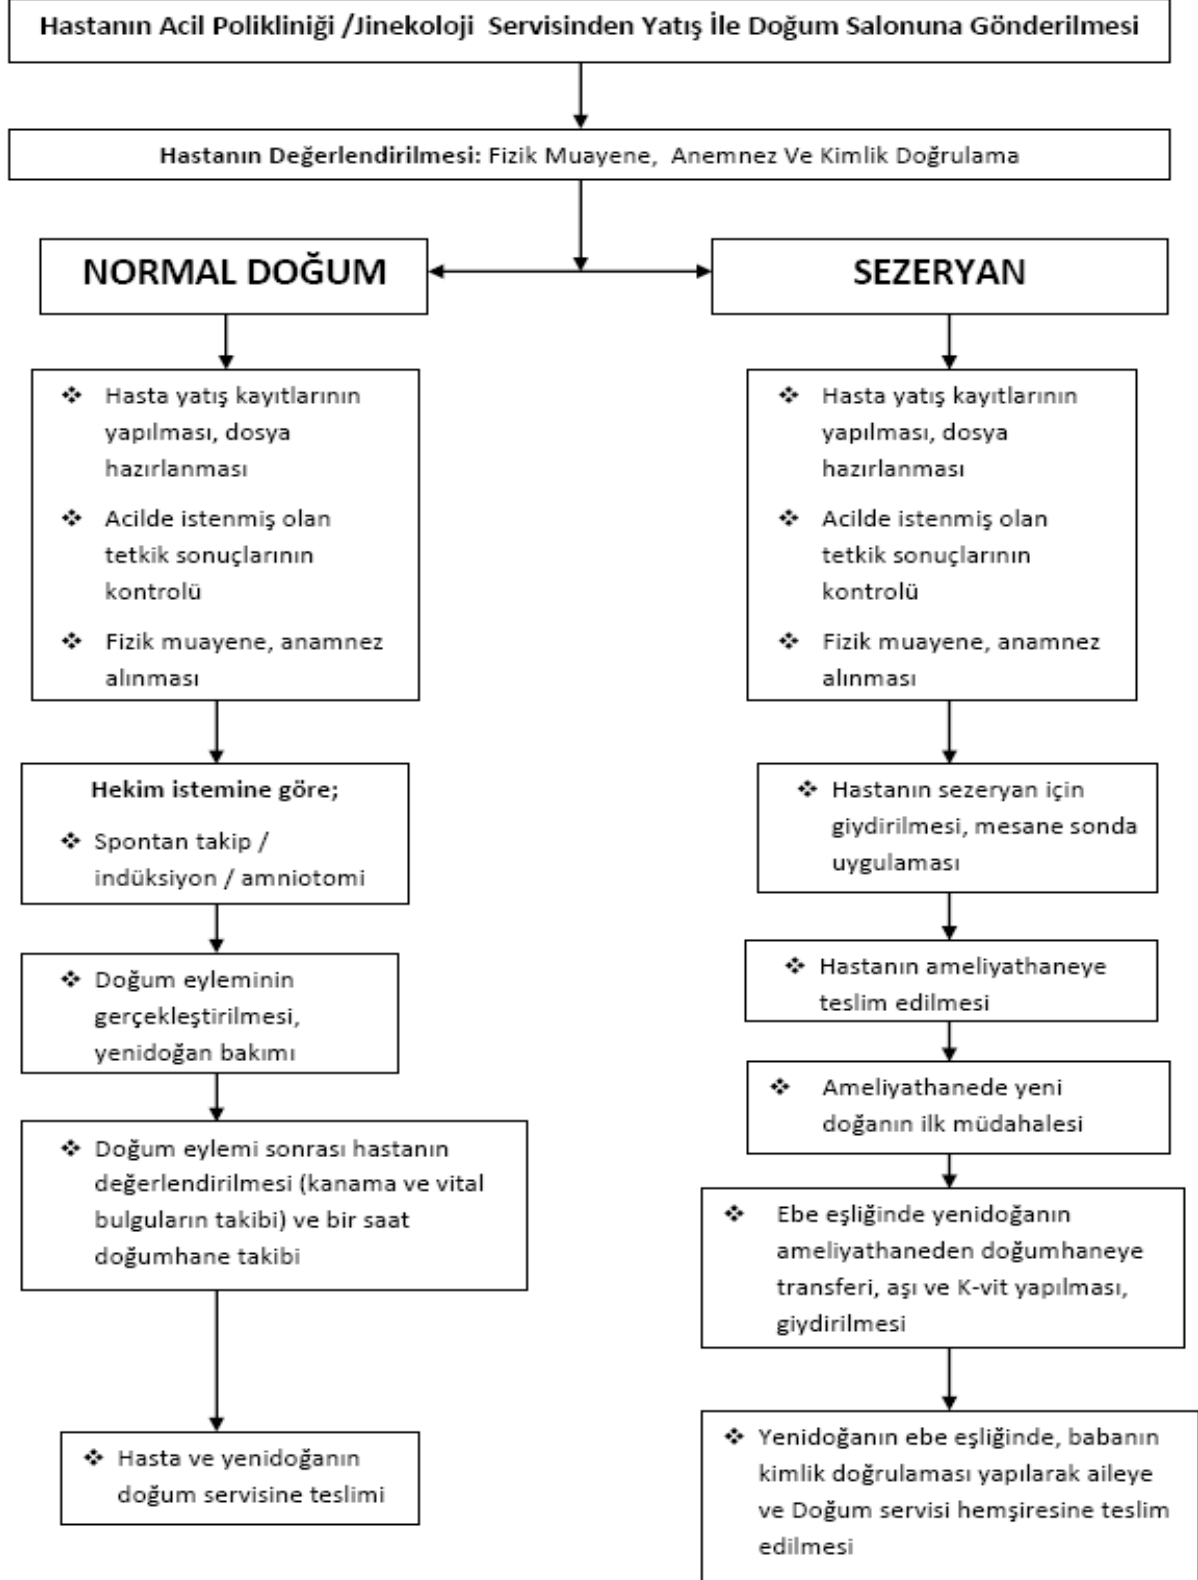 Hastanın Acil Polikliniği /Jinekoloji Servisinden Yatış İle Doğum Salonuna Gönderilmesi
Hastanın Değerlendirilmesi: Fizik Muayene, Anemnez Ve Kimlik Doğrulama
NORMAL DOĞUM
❖ Hasta yatış kayıtlarının
yapılması, dosya
hazırlanması
❖ Acilde istenmiş olan
tetkik sonuçlarının
kontrolü
❖ Fizik muayene, anamnez
alınması
Hekim istemine göre;
❖ Spontan takip /
indüksiyon / amniotomi
❖ Doğum eyleminin
gerçekleştirilmesi,
yenidoğan bakımı
❖ Doğum eylemi sonrası hastanın
değerlendirilmesi (kanama ve vital
bulguların takibi) ve bir saat
doğumhane takibi
❖ Hasta ve yenidoğanın
doğum servisine teslimi
SEZERYAN
❖ Hasta yatış kayıtlarının
yapılması, dosya
hazırlanması
❖ Acilde istenmiş olan
tetkik sonuçlarının
kontrolü
❖ Fizik muayene, anamnez
alınması
❖ Hastanın sezeryan için
giydirilmesi, mesane sonda
uygulaması
❖ Hastanın ameliyathaneye
teslim edilmesi
❖ Ameliyathanede yeni
doğanın ilk müdahalesi
❖ Ebe eşliğinde yenidoğanın
ameliyathaneden doğumhaneye
transferi, aşı ve K-vit yapılması,
giydirilmesi
❖ Yenidoğanın ebe eşliğinde, babanın
kimlik doğrulaması yapılarak aileye
ve Doğum servisi hemşiresine teslim
edilmesi